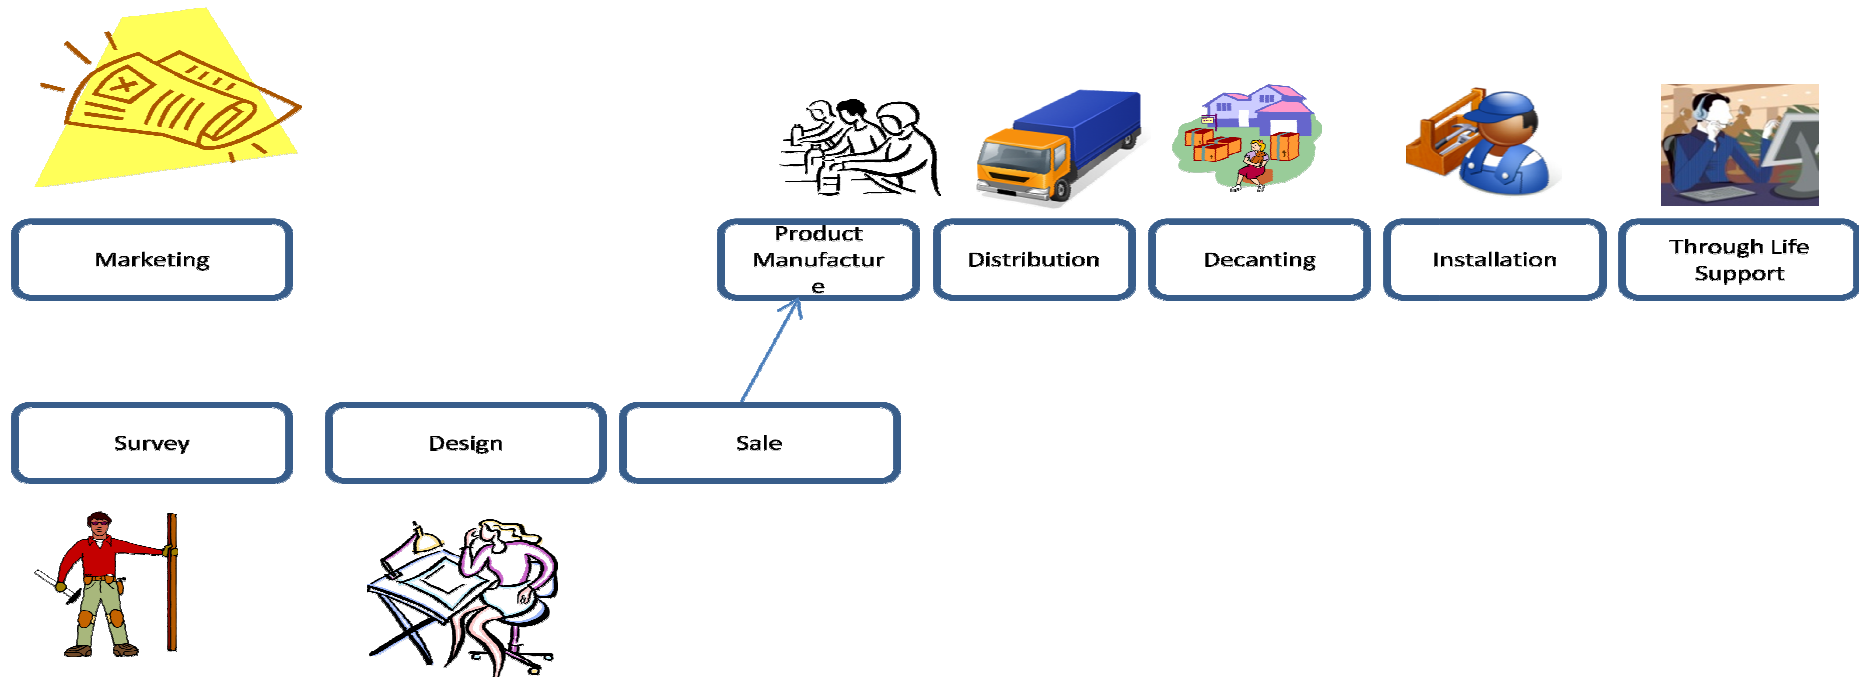 Marketing
Product
Manufactur
e
Distribution
Decanting
Installation
Through Life
Support
Survey
Design
Sale